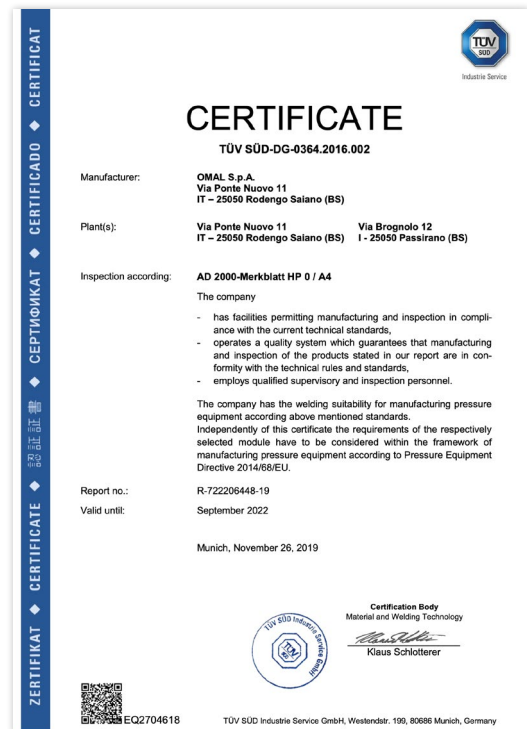 ZERTIFIKAT ◆ CERTIFICATE ◆ 認証証書 ◆ СЕРТИФИКАТ ◆ CERTIFICADO ◆ CERTIFICAT
TÜV
SÜD
Industrie Service
CERTIFICATE
TÜV SÜD-DG-0364.2016.002
Manufacturer: OMAL S.p.A.
Via Ponte Nuovo 11
IT – 25050 Rodengo Saiano (BS)
Plant(s): Via Ponte Nuovo 11 Via Brognolo 12
IT – 25050 Rodengo Saiano (BS) I - 25050 Passirano (BS)
Inspection according: AD 2000-Merkblatt HP 0 / A4
The company
- has facilities permitting manufacturing and inspection in compli-
ance with the current technical standards,
- operates a quality system which guarantees that manufacturing
and inspection of the products stated in our report are in con-
formity with the technical rules and standards,
- employs qualified supervisory and inspection personnel.
The company has the welding suitability for manufacturing pressure
equipment according above mentioned standards.
Independently of this certificate the requirements of the respectively
selected module have to be considered within the framework of
manufacturing pressure equipment according to Pressure Equipment
Directive 2014/68/EU.
Report no.: R-722206448-19
Valid until: September 2022
Munich, November 26, 2019
Certification Body
Material and Welding Technology
TÜV SÜD Industrie Service GmbH
TÜV
SÜD
Klaus Schlotterer
EQ2704618
TÜV SÜD Industrie Service GmbH, Westendstr. 199, 80686 Munich, Germany